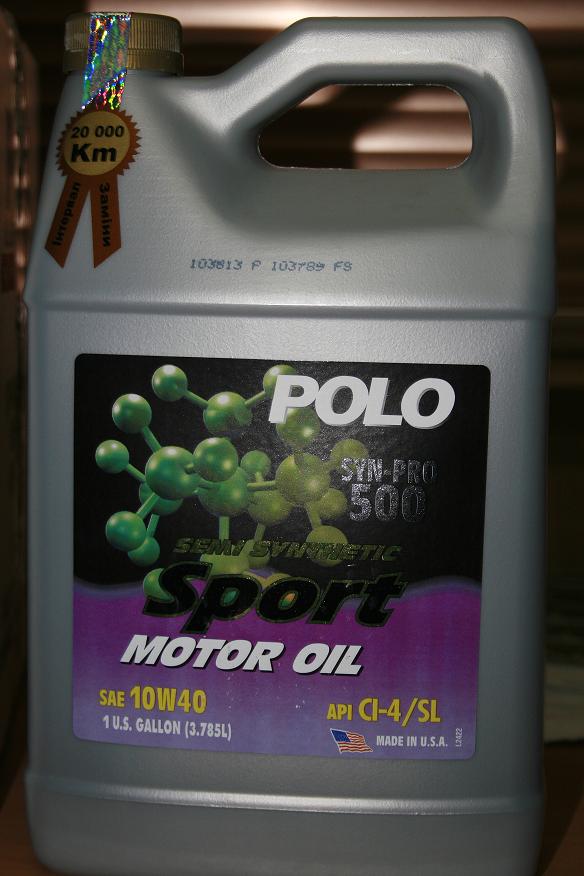 20 000
Km
Інтервал
Заміни
103813 P 103789 FS
POLO
SYN-PRO
500
SEMI SYNTHETIC
Sport
MOTOR OIL
SAE 10W40
API CI-4/SL
1 U.S. GALLON (3.785L)
MADE IN U.S.A.
L2422